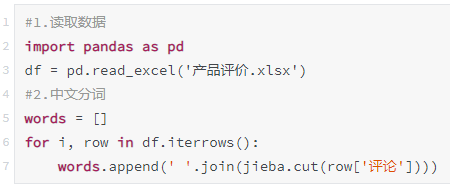 1 #1.读取数据
2 import pandas as pd
3 df = pd.read_excel('产品评价.xlsx')
4 #2.中文分词
5 words = []
6 for i, row in df.iterrows():
7     words.append(' '.join(jieba.cut(row['评论'])))